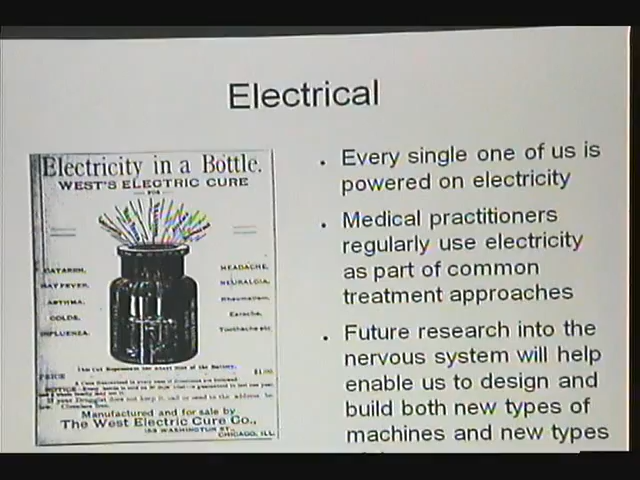 Electrical
Electricity in a Bottle.
WEST'S ELECTRIC CURE
FOR
CATARRH,
HAY FEVER,
ASTHMA,
COLDS,
INFLUENZA.
HEADACHE,
NEURALGIA,
Rheumatism,
Earache,
Toothache etc
PRICE $1.00
NOTICE
Manufactured and for sale by
The West Electric Cure Co.,
CHICAGO, ILL.
• Every single one of us is
powered on electricity
• Medical practitioners
regularly use electricity
as part of common
treatment approaches
• Future research into the
nervous system will help
enable us to design and
build both new types of
machines and new types